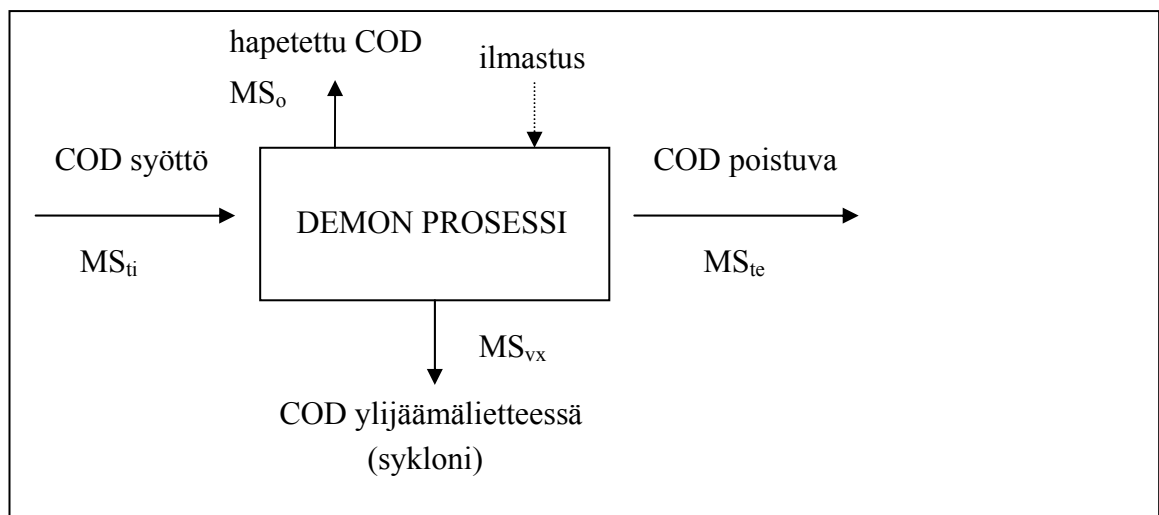 hapetettu COD
MSₒ
ilmastus
COD syöttö
MSₜᵢ
DEMON PROSESSI
COD poistuva
MSₜₑ
MSᵥₓ
COD ylijäämälietteessä
(sykloni)